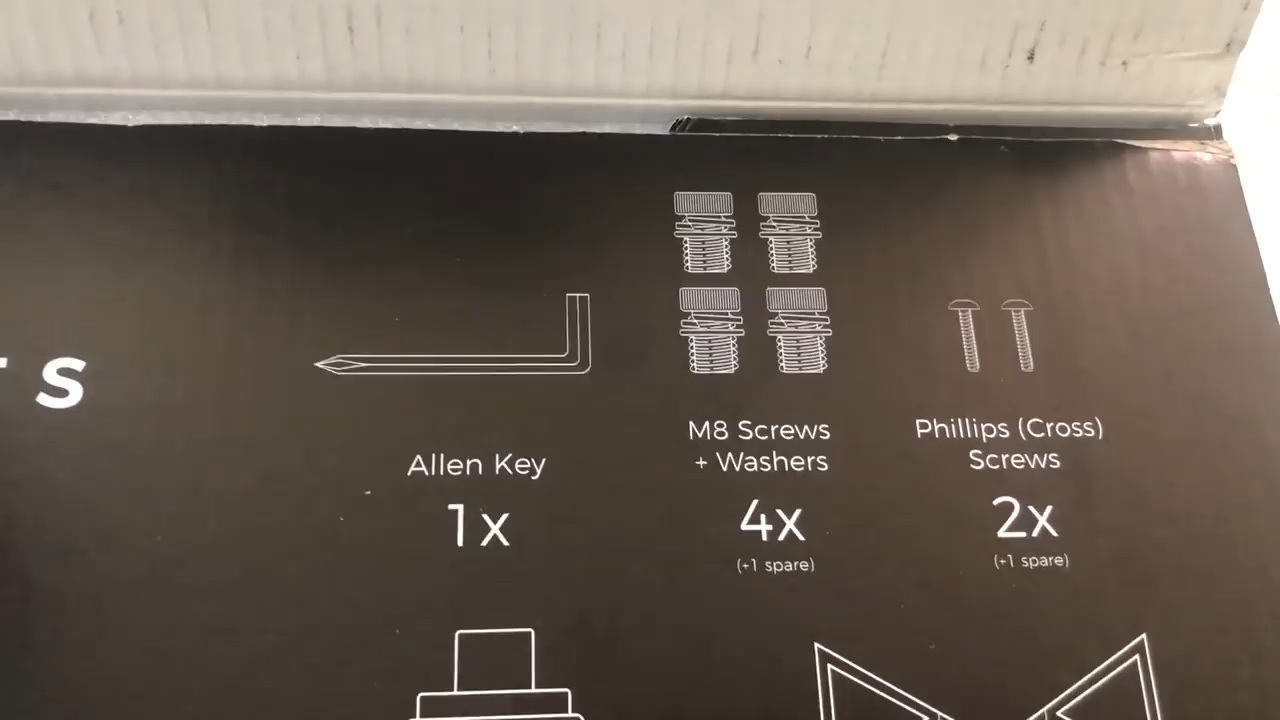 S
Allen Key
1x
M8 Screws
+ Washers
4x
(+1 spare)
Phillips (Cross)
Screws
2x
(+1 spare)